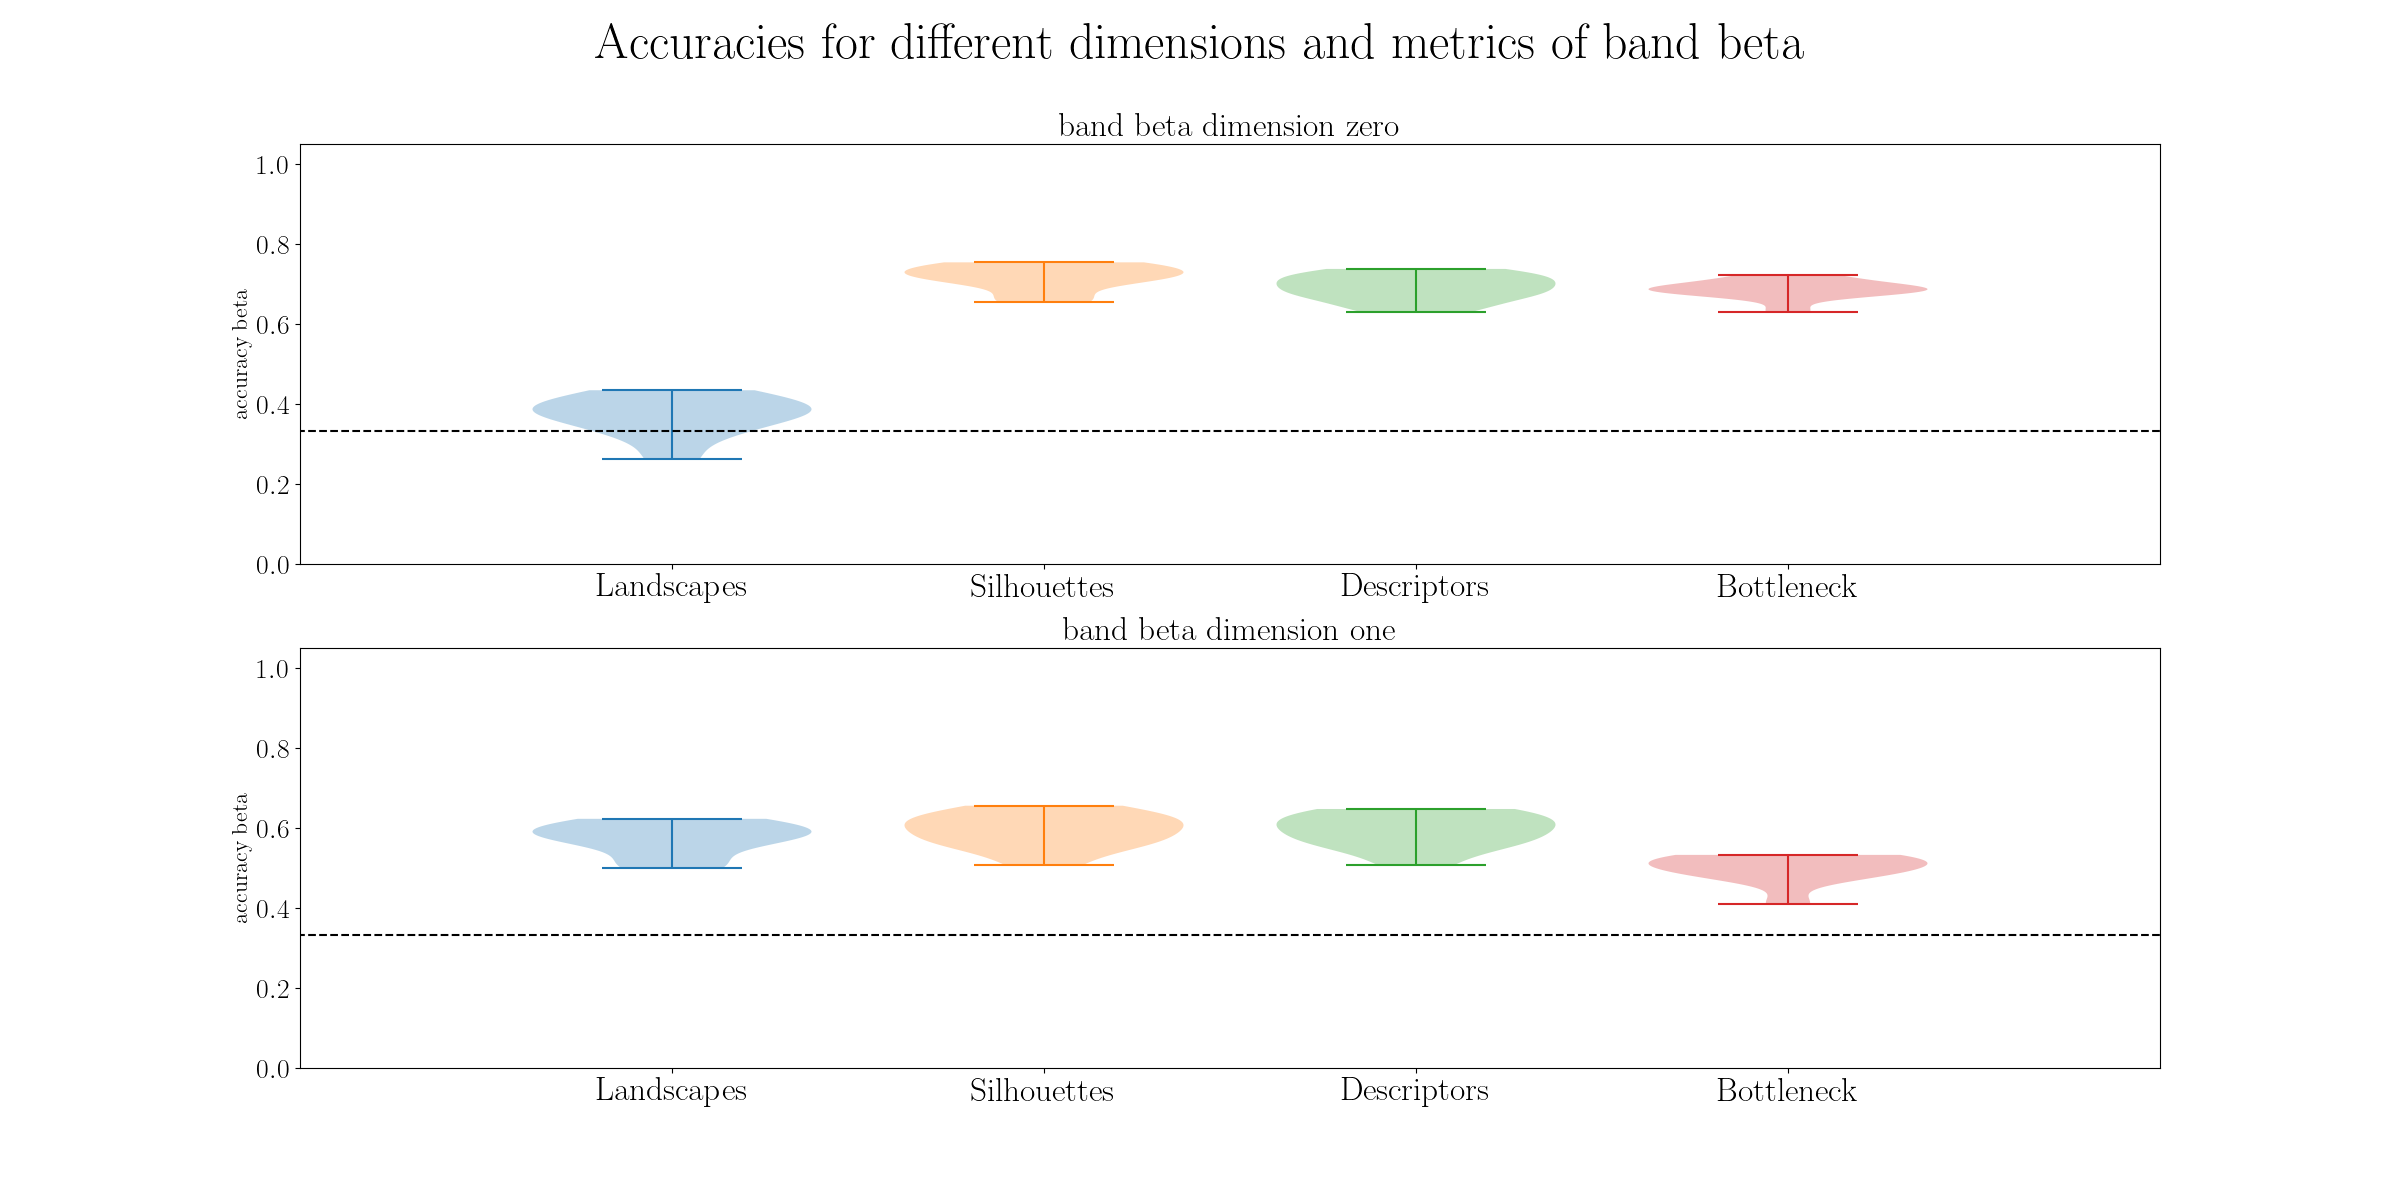 Accuracies for different dimensions and metrics of band beta
band beta dimension zero
1.0
0.8
0.6
0.4
0.2
0.0
accuracy beta
Landscapes Silhouettes Descriptors Bottleneck
band beta dimension one
1.0
0.8
0.6
0.4
0.2
0.0
accuracy beta
Landscapes Silhouettes Descriptors Bottleneck